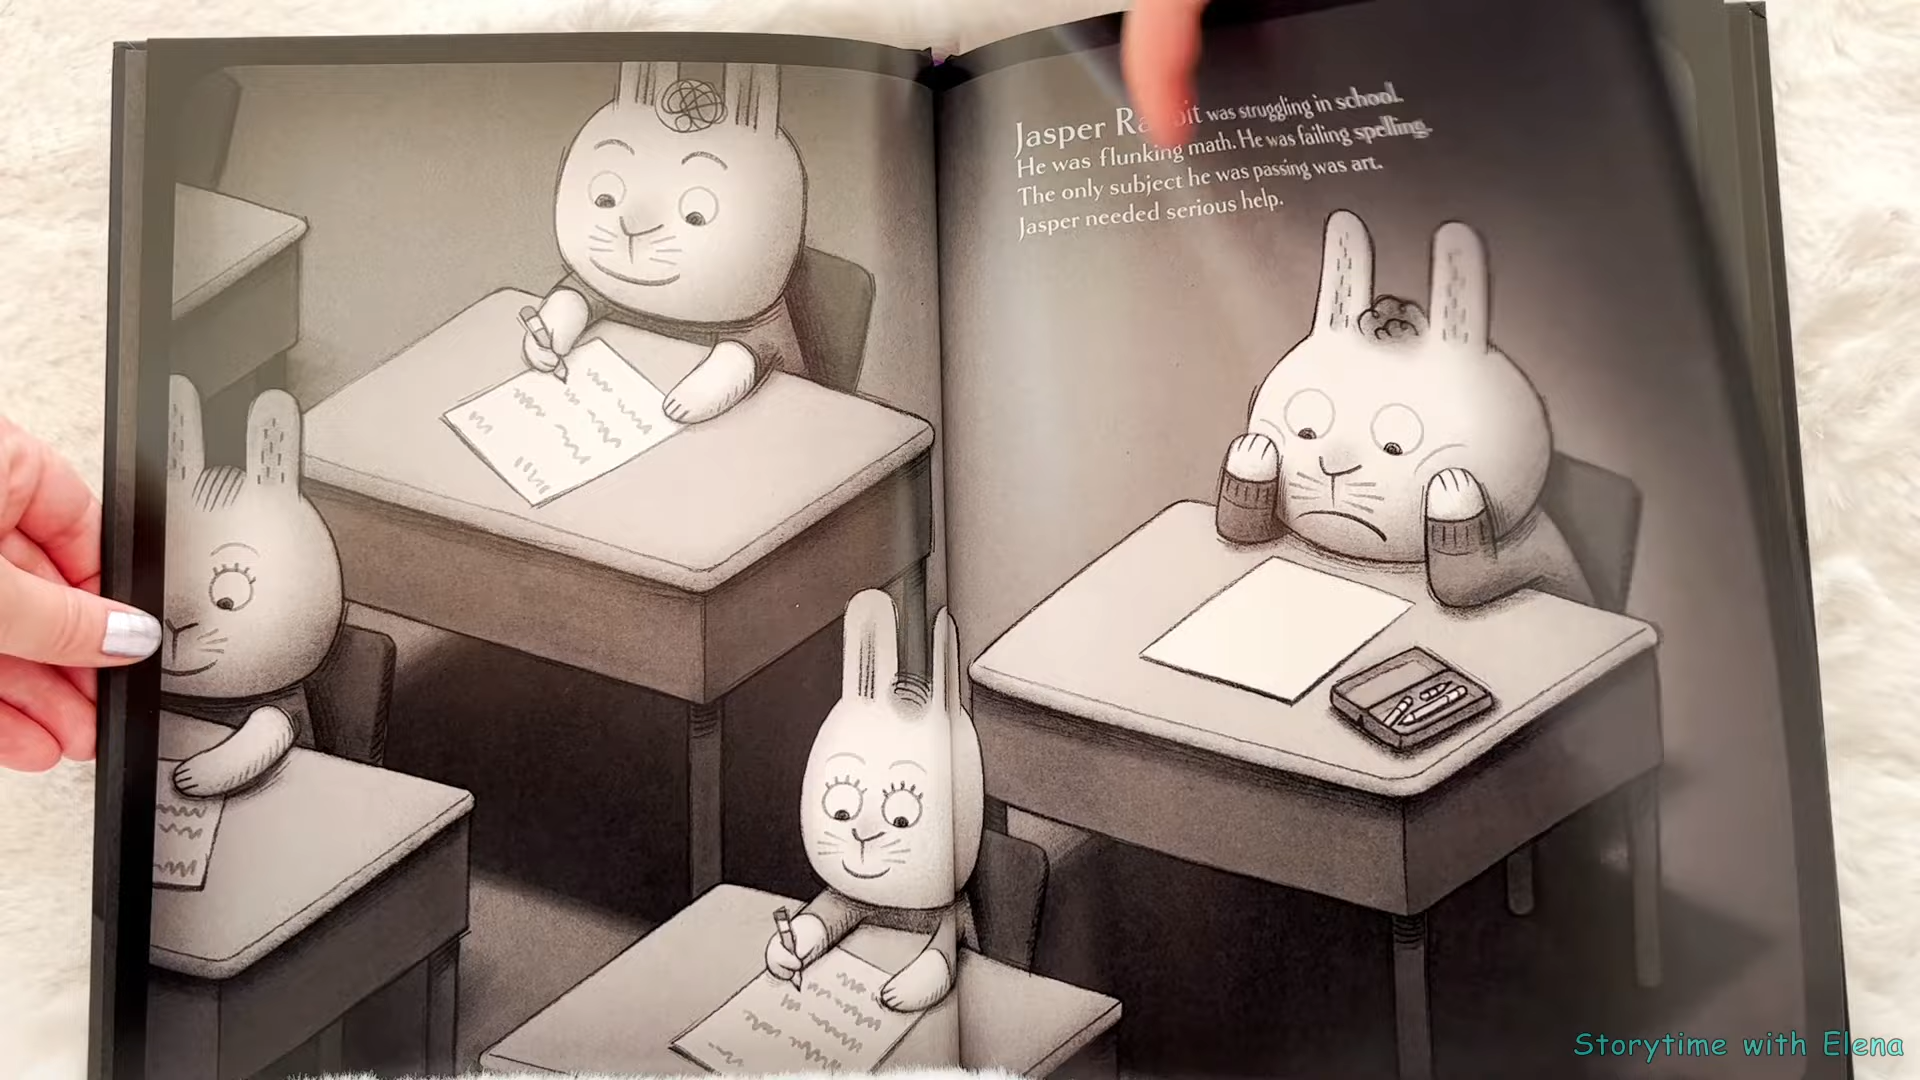 Jasper Rabbit was struggling in school.
He was flunking math. He was failing spelling.
The only subject he was passing was art.
Jasper needed serious help.
Storytime with Elena